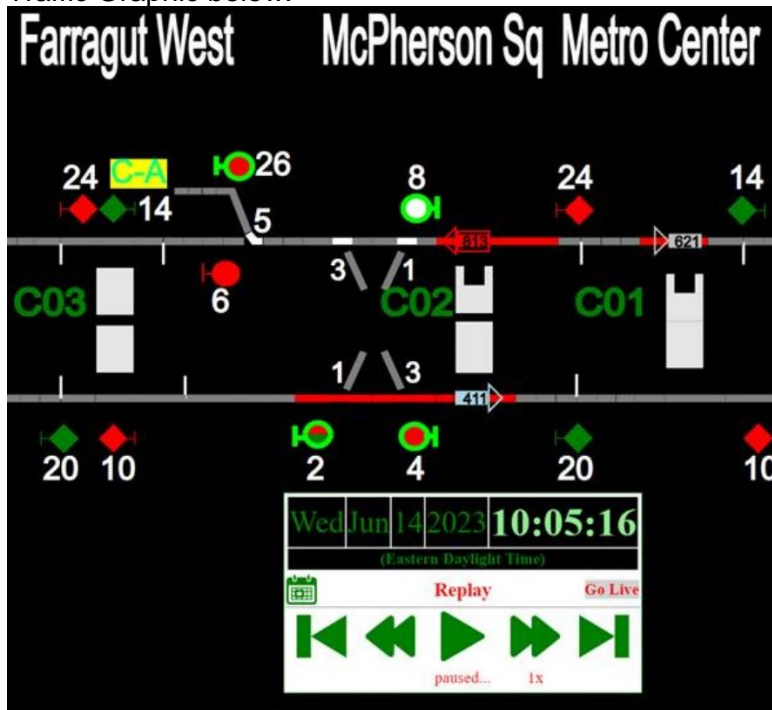 Farragut West McPherson Sq Metro Center
24 C-A 26 8 24 14
14
5
813 621
3 1
6
C03 C02 C01
1 3
411
20 10 2 4 20 10
Wed Jun 14 2023 10:05:16
(Eastern Daylight Time)
Replay Go Live
paused... 1x